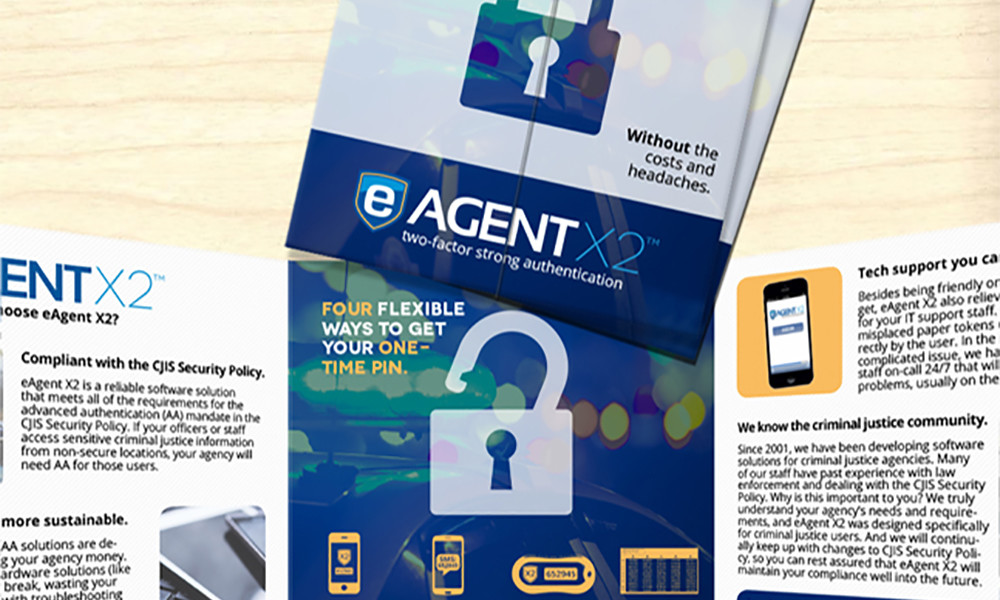 Without the
costs and
headaches.
e AGENT X2™
two-factor strong authentication
ENT X2™
hoose eAgent X2?
Compliant with the CJIS Security Policy.
eAgent X2 is a reliable software solution
that meets all of the requirements for the
advanced authentication (AA) mandate in the
CJIS Security Policy. If your officers or staff
access sensitive criminal justice information
from non-secure locations, your agency will
need AA for those users.
more sustainable.
AA solutions are de-
g your agency money.
ardware solutions (like
break, wasting your
with troubleshooting
FOUR FLEXIBLE
WAYS TO GET
YOUR ONE-
TIME PIN.
X2
SMS
X2 652945
Tech support you ca
Besides being friendly or
get, eAgent X2 also reliev
for your IT support staff.
misplaced paper tokens
rectly by the user. In the
complicated issue, we ha
staff on-call 24/7 that will
problems, usually on the
We know the criminal justice community.
Since 2001, we have been developing software
solutions for criminal justice agencies. Many
of our staff have past experience with law
enforcement and dealing with the CJIS Security
Policy. Why is this important to you? We truly
understand your agency's needs and require-
ments, and eAgent X2 was designed specifically
for criminal justice users. And we will continu-
ally keep up with changes to CJIS Security Poli-
cy, so you can rest assured that eAgent X2 will
maintain your compliance well into the future.